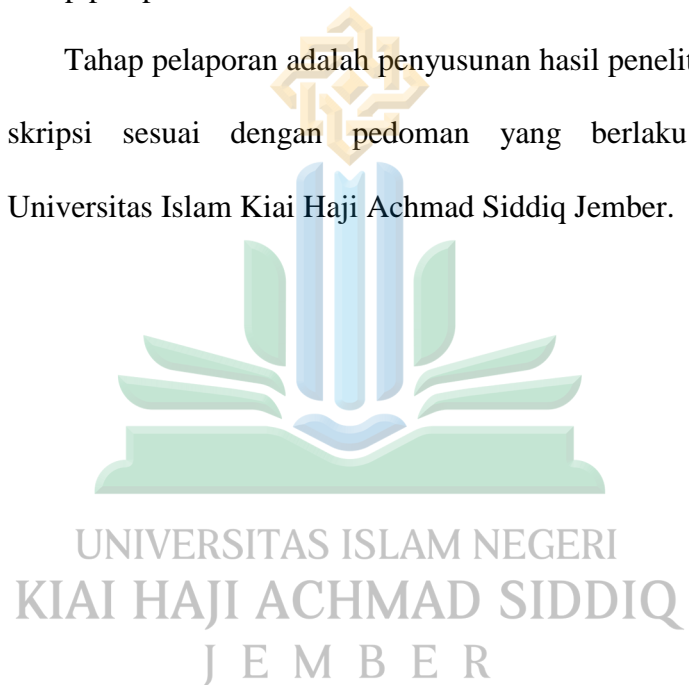 Tahap pelaporan adalah penyusunan hasil penelit
skripsi sesuai dengan pedoman yang berlaku
Universitas Islam Kiai Haji Achmad Siddiq Jember.
UNIVERSITAS ISLAM NEGERI
KIAI HAJI ACHMAD SIDDIQ
JEMBER